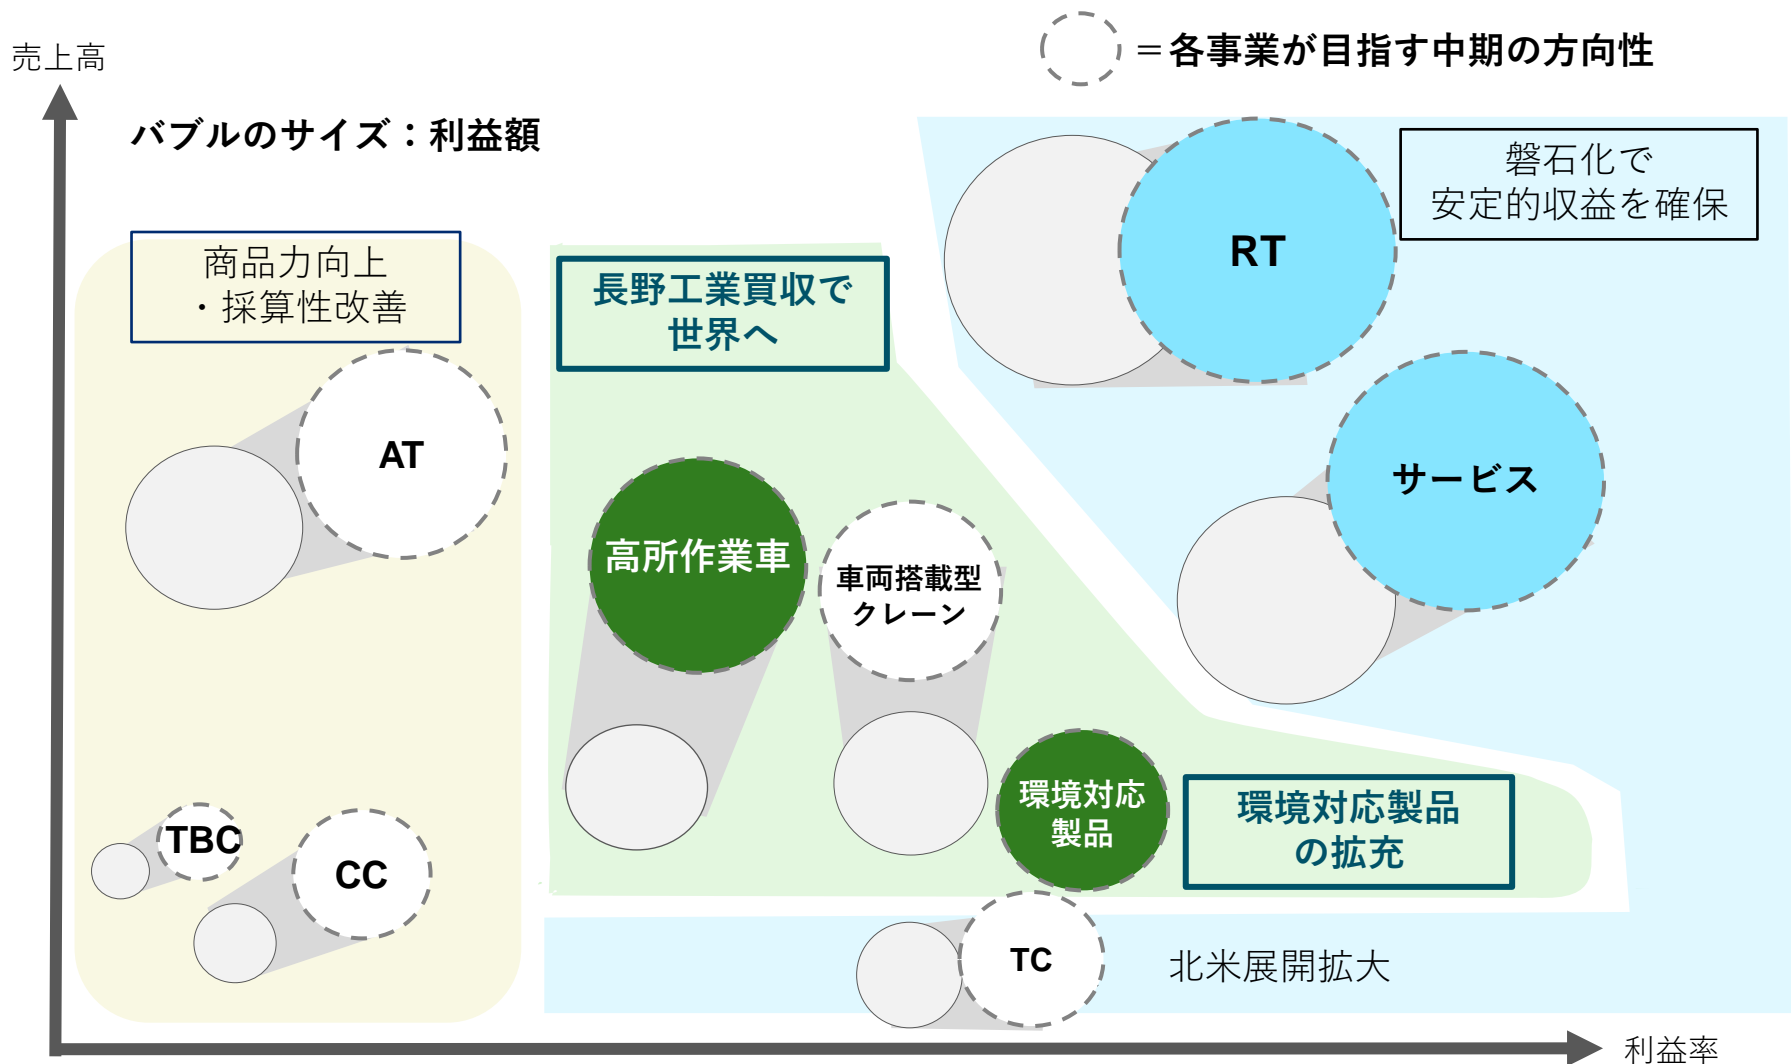 売上高
＝各事業が目指す中期の方向性
バブルのサイズ：利益額
磐石化で
安定的収益を確保
商品力向上
・採算性改善
長野工業買収で
世界へ
RT
AT
サービス
高所作業車
車両搭載型
クレーン
環境対応
製品
環境対応製品
の拡充
TBC
CC
TC
北米展開拡大
利益率